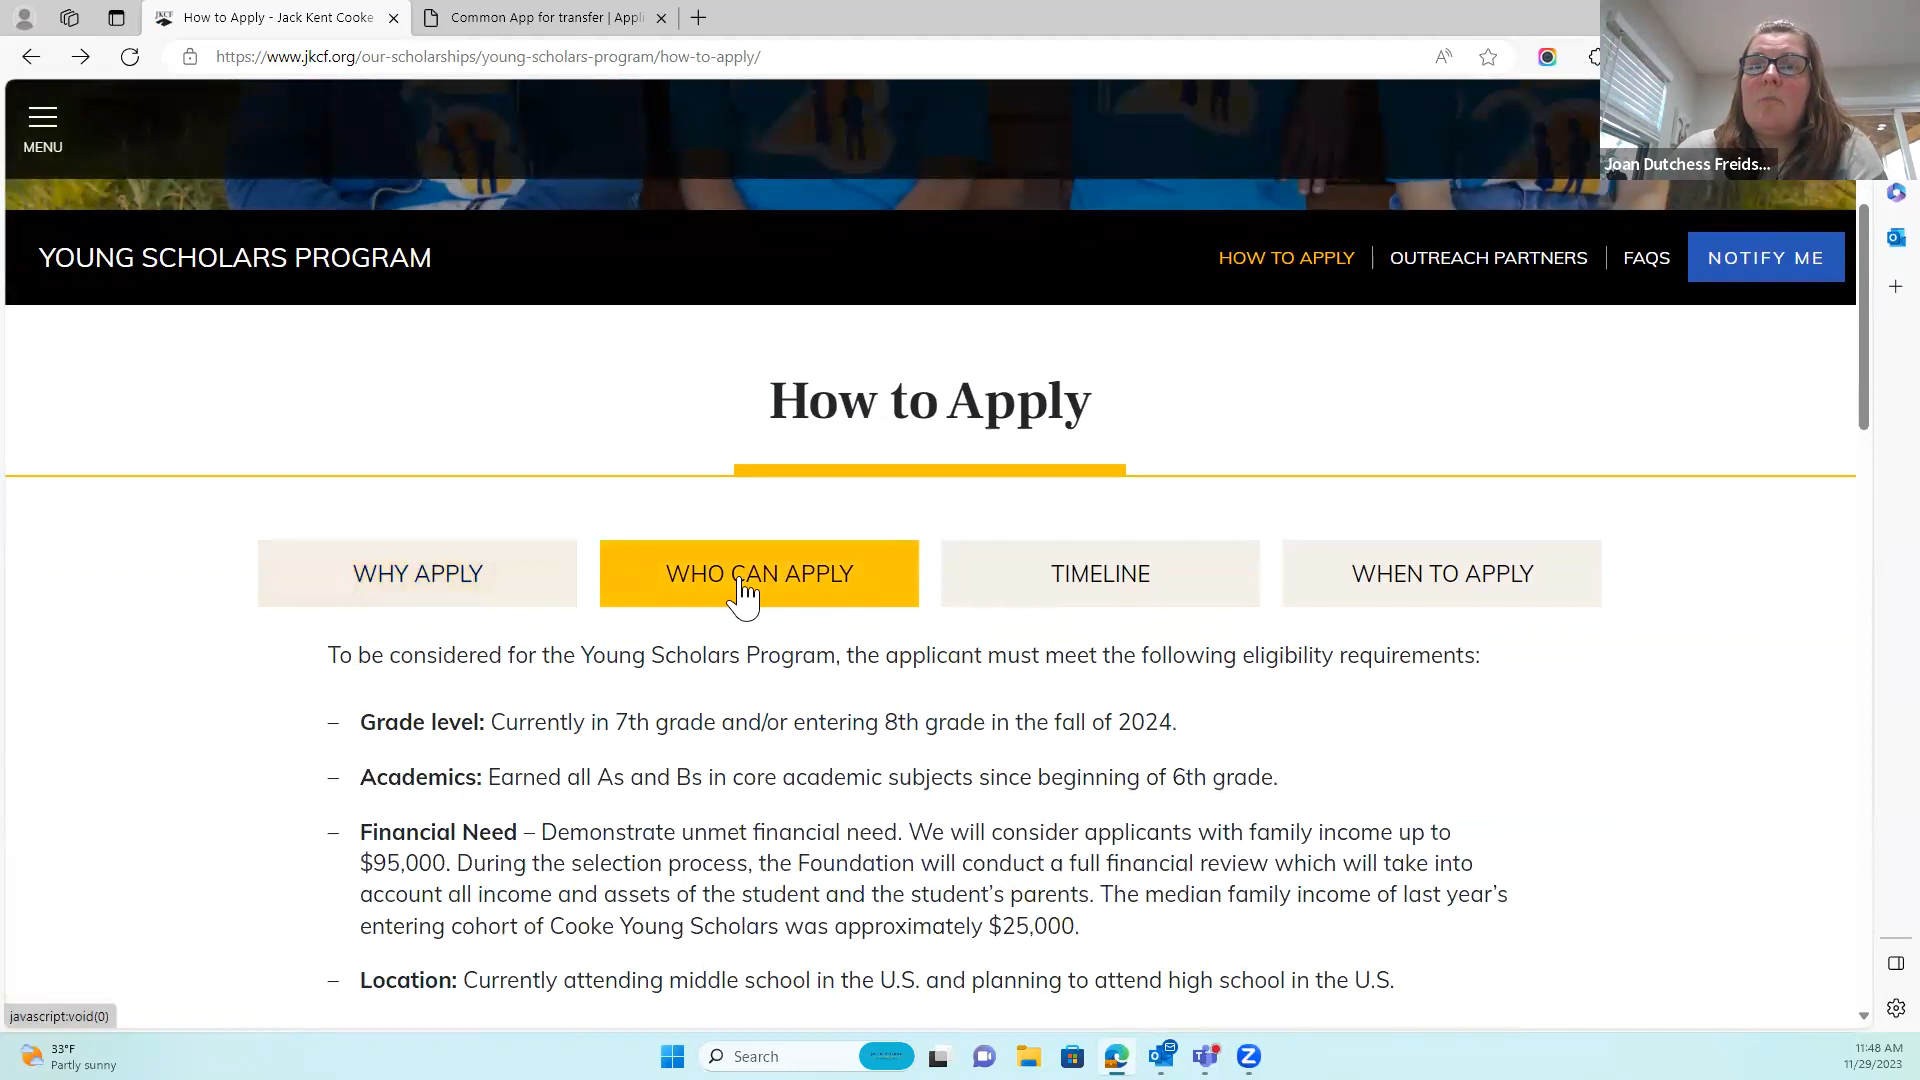 How to Apply - Jack Kent Cooke
Common App for transfer | Appli
https://www.jkcf.org/our-scholarships/young-scholars-program/how-to-apply/
Joan Dutchess Freids...
MENU
YOUNG SCHOLARS PROGRAM
HOW TO APPLY
OUTREACH PARTNERS
FAQS
NOTIFY ME
How to Apply
WHY APPLY
WHO CAN APPLY
TIMELINE
WHEN TO APPLY
To be considered for the Young Scholars Program, the applicant must meet the following eligibility requirements:
– Grade level: Currently in 7th grade and/or entering 8th grade in the fall of 2024.
– Academics: Earned all As and Bs in core academic subjects since beginning of 6th grade.
– Financial Need – Demonstrate unmet financial need. We will consider applicants with family income up to
$95,000. During the selection process, the Foundation will conduct a full financial review which will take into
account all income and assets of the student and the student's parents. The median family income of last year's
entering cohort of Cooke Young Scholars was approximately $25,000.
– Location: Currently attending middle school in the U.S. and planning to attend high school in the U.S.
javascript:void(0)
33°F
Partly sunny
Search
11:48 AM
11/29/2023